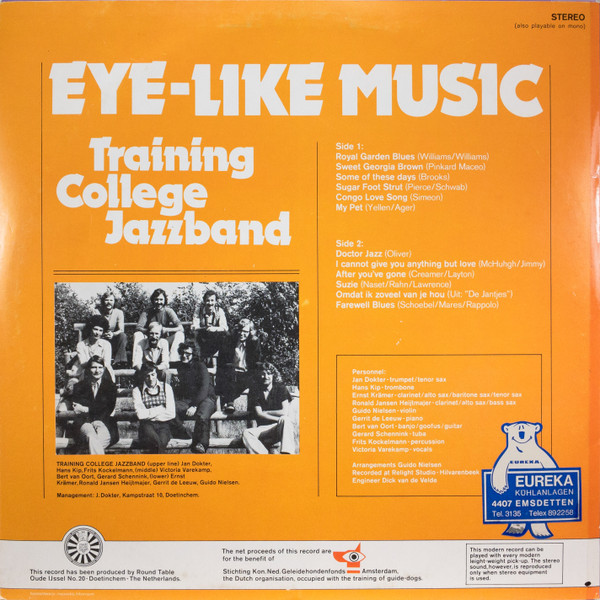 STEREO
(also playable on mono)
EYE-LIKE MUSIC
Training
College
Jazzband
Side 1:
Royal Garden Blues (Williams/Williams)
Sweet Georgia Brown (Pinkard Maceo)
Some of these days (Brooks)
Sugar Foot Strut (Pierce/Schwab)
Congo Love Song (Simeon)
My Pet (Yellen/Ager)
Side 2:
Doctor Jazz (Oliver)
I cannot give you anything but love (McHuhgh/Jimmy)
After you've gone (Creamer/Layton)
Suzie (Naset/Rahn/Lawrence)
Omdat ik zoveel van je hou (Uit: "De Jantjes")
Farewell Blues (Schoebel/Mares/Rappolo)
TRAINING COLLEGE JAZZBAND (upper line) Jan Dokter,
Hans Kip, Frits Kockelmann, (middle) Victoria Varekamp,
Bert van Oort, Gerard Schennink, (lower) Ernst
Krämer, Ronald Jansen Heijtmajer, Gerrit de Leeuw, Guido Nielsen.
Management: J. Dokter, Kampstraat 10, Doetinchem.
Personnel:
Jan Dokter-trumpet/tenor sax
Hans Kip-trombone
Ernst Krämer-clarinet/alto sax/baritone sax/tenor sax
Ronald Jansen Heijtmajer-clarinet/alto sax/bass sax
Guido Nielsen-violin
Gerrit de Leeuw-piano
Bert van Oort-banjo/goofus/guitar
Gerard Schennink-tuba
Frits Kockelmann-percussion
Victoria Varekamp-vocals
Arrangements Guido Nielsen
Recorded at Relight Studio-Hilvarenbeek
Engineer Dick van de Velde
EUREKA
EUREKA
KÜHLANLAGEN
4407 EMSDETTEN
Tel. 3135 Telex 892258
This record has been produced by Round Table
Oude IJssel No. 20-Doetinchem-The Netherlands.
The net proceeds of this record are
for the benefit of
Stichting Kon. Ned. Geleidehondenfonds Amsterdam,
the Dutch organisation, occupied with the training of guide-dogs.
This modern record can be
played with every modern
leight-weight pick-up. The stereo
sound, however, is reproduced
only when stereo equipment
is used.